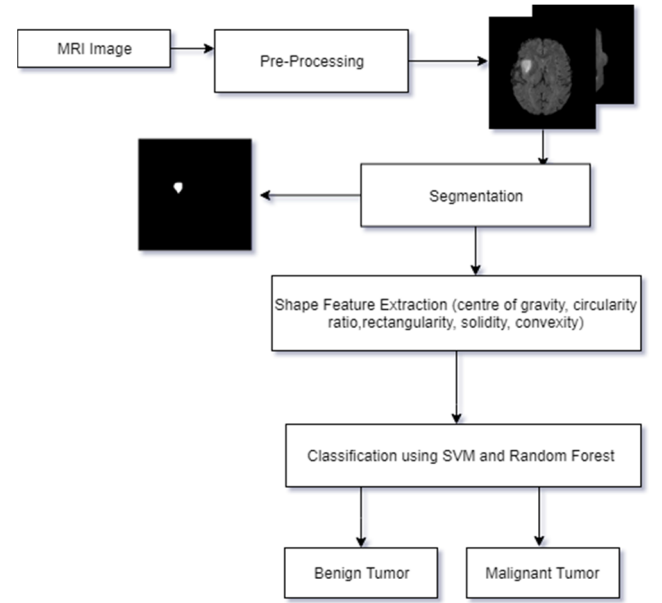 MRI Image
Pre-Processing
Segmentation
Shape Feature Extraction (centre of gravity, circularity
ratio,rectangularity, solidity, convexity)
Classification using SVM and Random Forest
Benign Tumor
Malignant Tumor